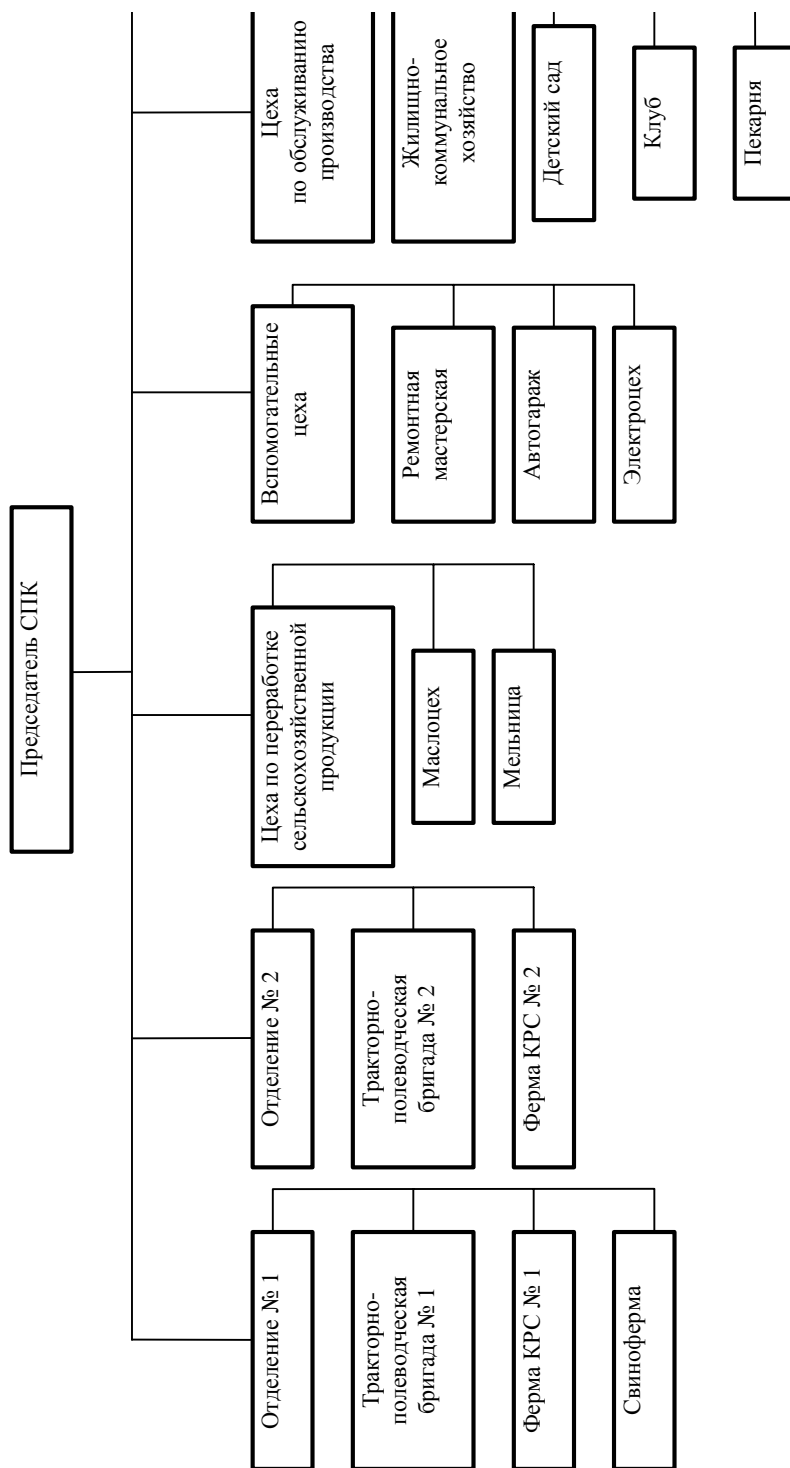 Председатель СПК
Отделение № 1
Тракторно-
полеводческая
бригада № 1
Ферма КРС № 1
Свиноферма
Отделение № 2
Тракторно-
полеводческая
бригада № 2
Ферма КРС № 2
Цеха по переработке
сельскохозяйственной
продукции
Маслоцех
Мельница
Вспомогательные
цеха
Ремонтная
мастерская
Автогараж
Электроцех
Цеха
по обслуживанию
производства
Жилищно-
коммунальное
хозяйство
Детский сад
Клуб
Пекарня